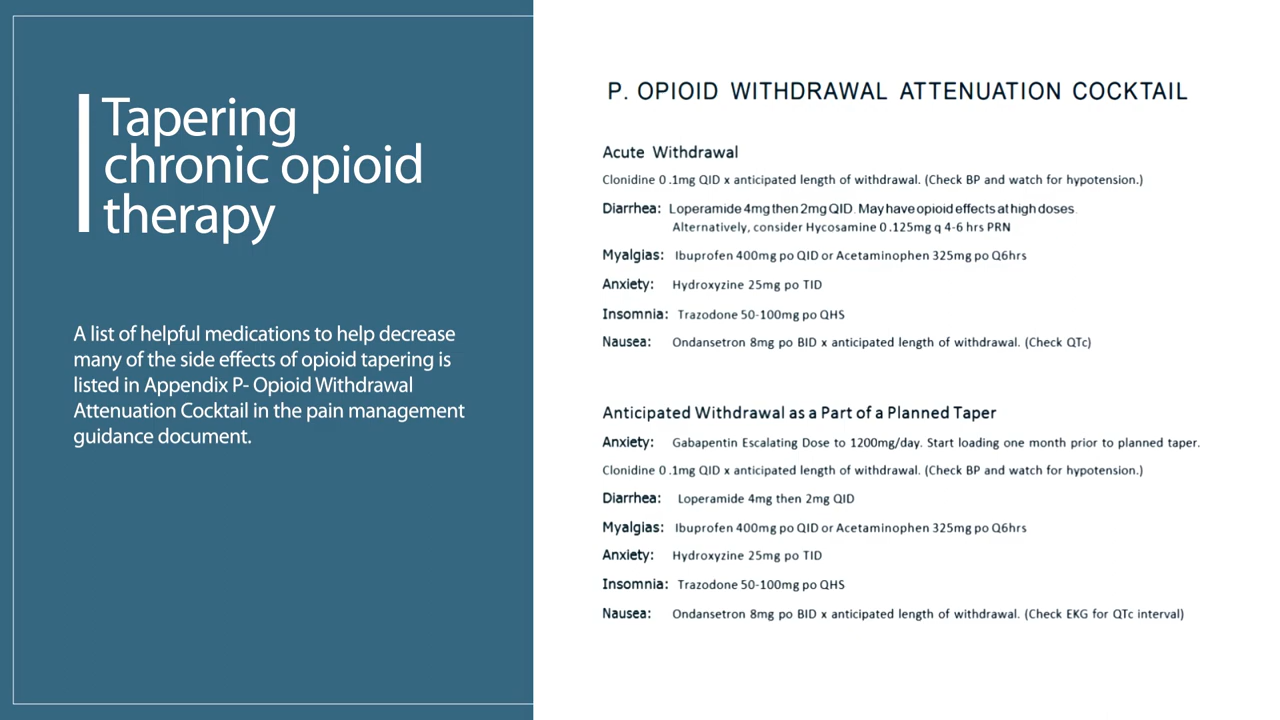 Tapering
chronic opioid
therapy
A list of helpful medications to help decrease
many of the side effects of opioid tapering is
listed in Appendix P- Opioid Withdrawal
Attenuation Cocktail in the pain management
guidance document.
P. OPIOID WITHDRAWAL ATTENUATION COCKTAIL
Acute Withdrawal
Clonidine 0.1mg QID x anticipated length of withdrawal. (Check BP and watch for hypotension.)
Diarrhea: Loperamide 4mg then 2mg QID. May have opioid effects at high doses.
Alternatively, consider Hycosamine 0.125mg q 4-6 hrs PRN
Myalgias: Ibuprofen 400mg po QID or Acetaminophen 325mg po Q6hrs
Anxiety: Hydroxyzine 25mg po TID
Insomnia: Trazodone 50-100mg po QHS
Nausea: Ondansetron 8mg po BID x anticipated length of withdrawal. (Check QTc)
Anticipated Withdrawal as a Part of a Planned Taper
Anxiety: Gabapentin Escalating Dose to 1200mg/day. Start loading one month prior to planned taper.
Clonidine 0.1mg QID x anticipated length of withdrawal. (Check BP and watch for hypotension.)
Diarrhea: Loperamide 4mg then 2mg QID
Myalgias: Ibuprofen 400mg po QID or Acetaminophen 325mg po Q6hrs
Anxiety: Hydroxyzine 25mg po TID
Insomnia: Trazodone 50-100mg po QHS
Nausea: Ondansetron 8mg po BID x anticipated length of withdrawal. (Check EKG for QTc interval)